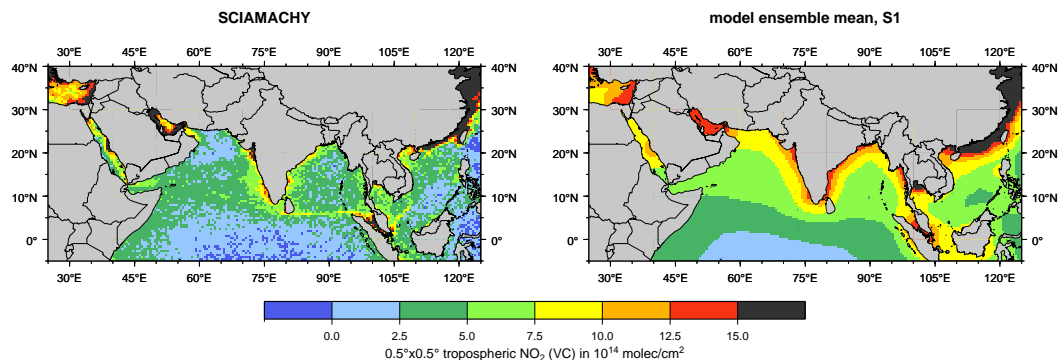 SCIAMACHY
model ensemble mean, S1
30°E 45°E 60°E 75°E 90°E 105°E 120°E
30°E 45°E 60°E 75°E 90°E 105°E 120°E
40°N 40°N 40°N 40°N
30°N 30°N 30°N 30°N
20°N 20°N 20°N 20°N
10°N 10°N 10°N 10°N
0° 0° 0° 0°
30°E 45°E 60°E 75°E 90°E 105°E 120°E
30°E 45°E 60°E 75°E 90°E 105°E 120°E
0.0 2.5 5.0 7.5 10.0 12.5 15.0
0.5°x0.5° tropospheric NO₂ (VC) in 10¹⁴ molec/cm²